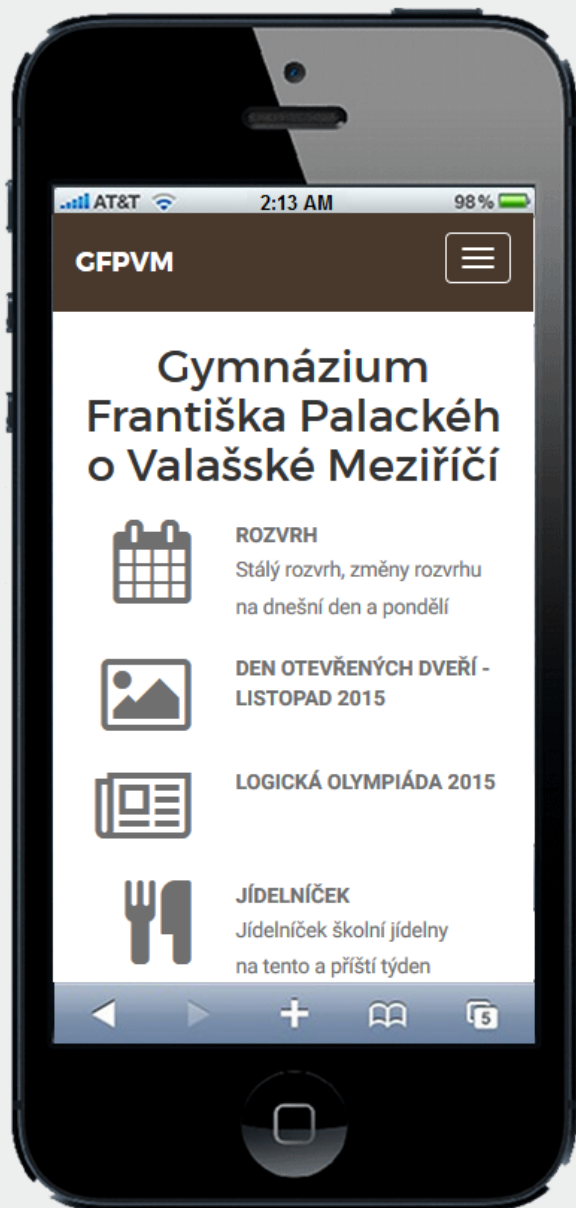 AT&T 2:13 AM 98%
GFPVM
Gymnázium
Františka Palackéh
o Valašské Meziříčí
ROZVRH
Stálý rozvrh, změny rozvrhu
na dnešní den a pondělí
DEN OTEVŘENÝCH DVEŘÍ -
LISTOPAD 2015
LOGICKÁ OLYMPIÁDA 2015
JÍDELNÍČEK
Jídelníček školní jídelny
na tento a příští týden
5